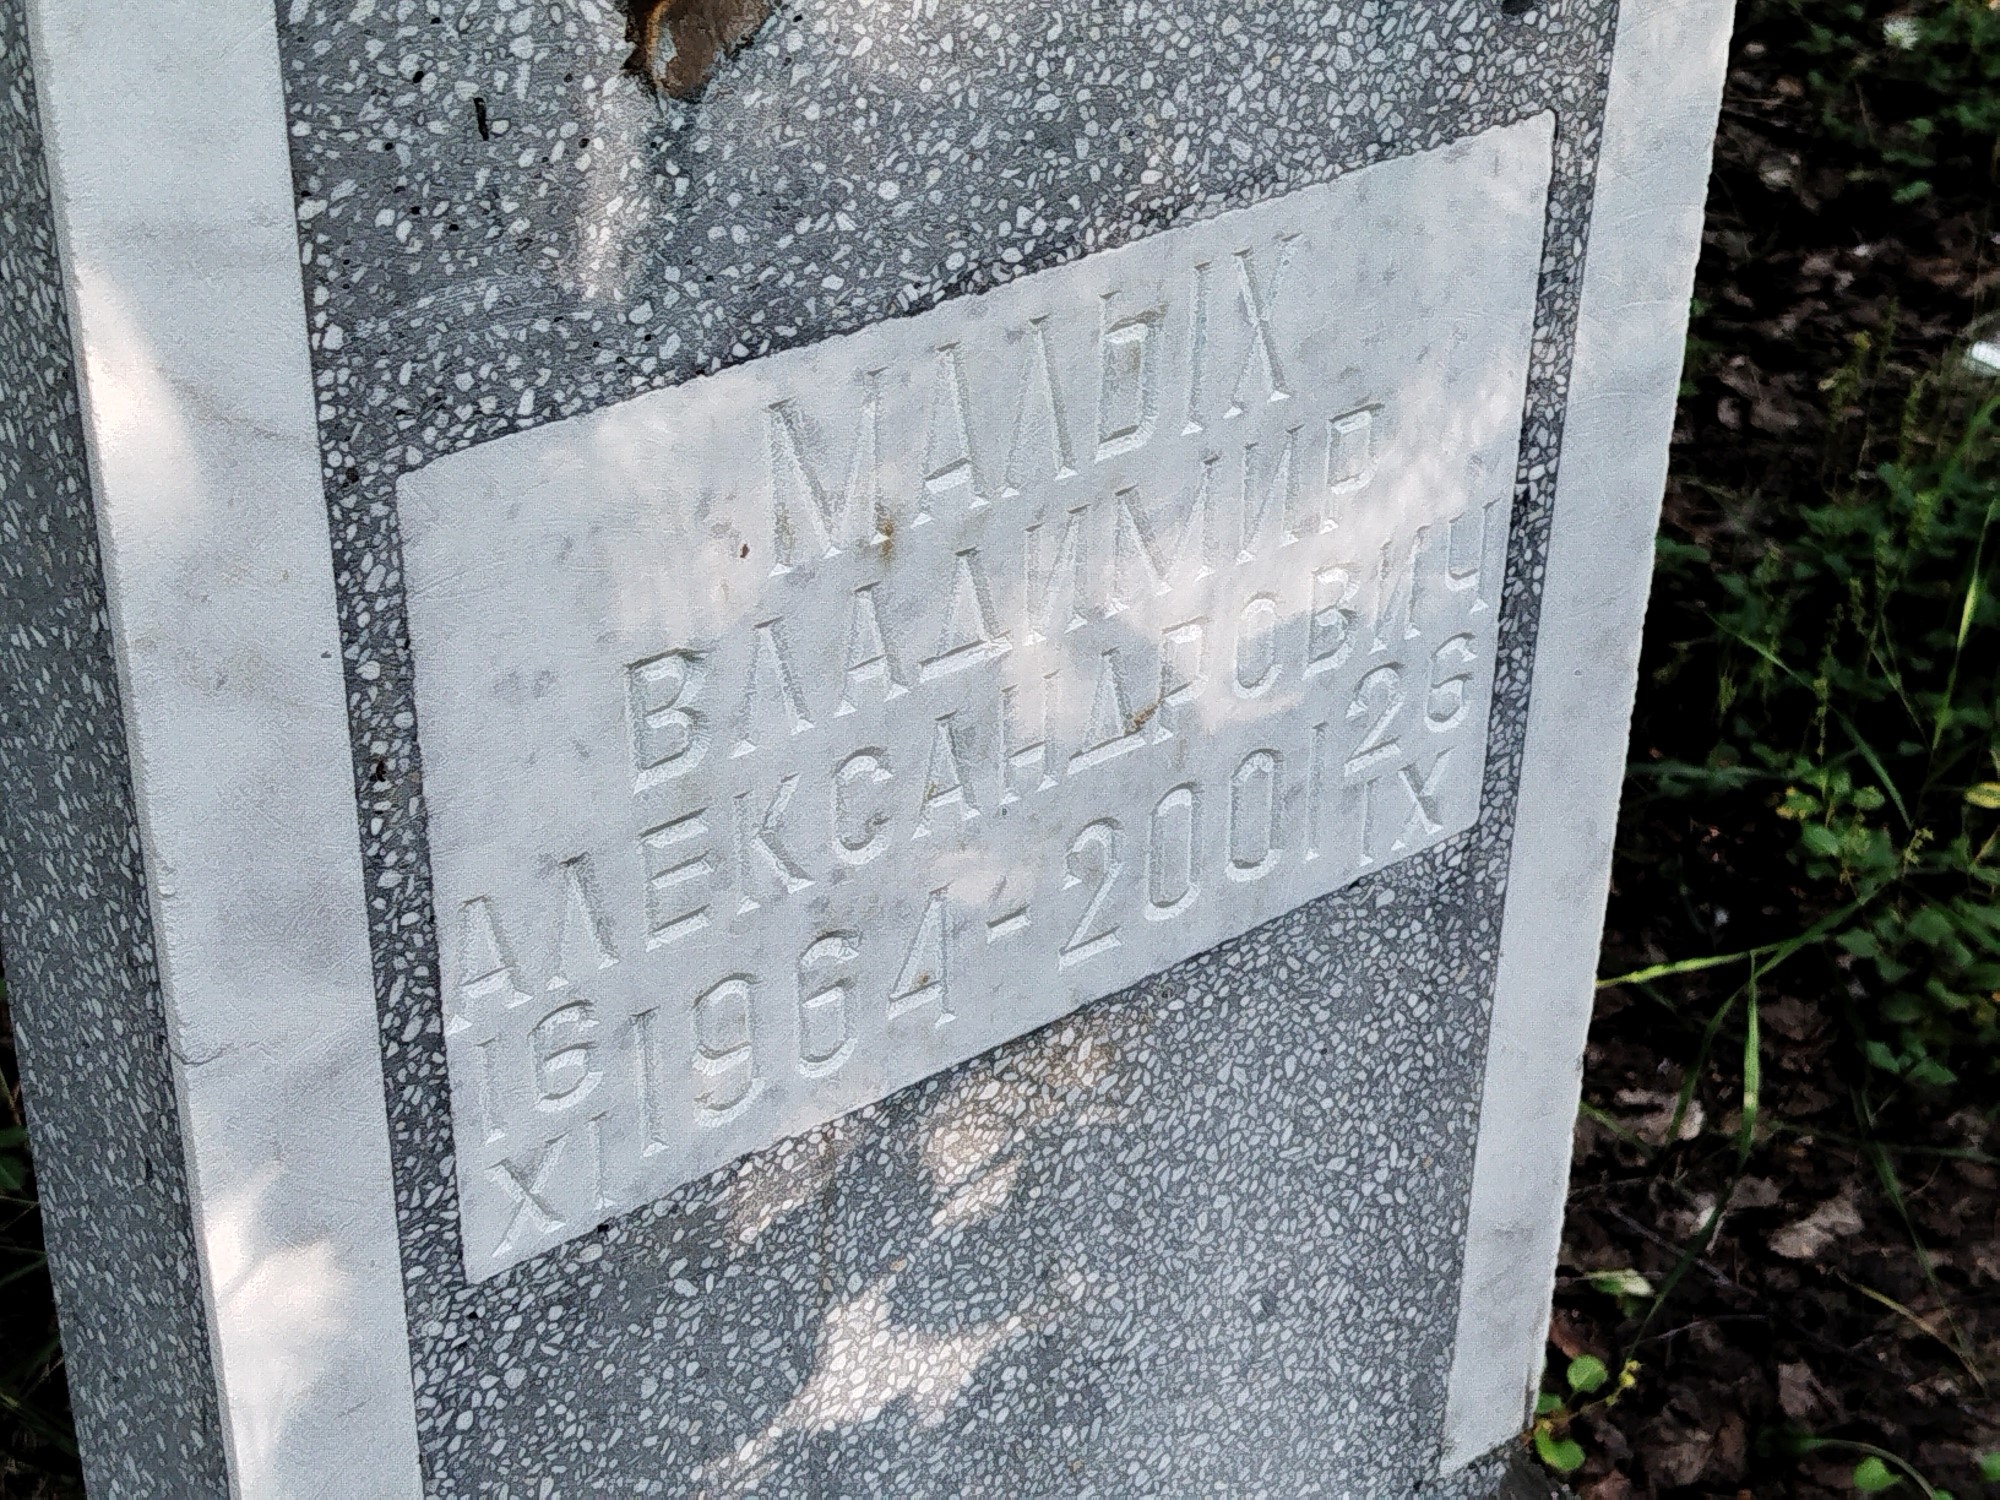 МАЛЫХ
ВЛАДИМИР
АЛЕКСАНДРОВИЧ
16 XI 1964-2001 26 IX